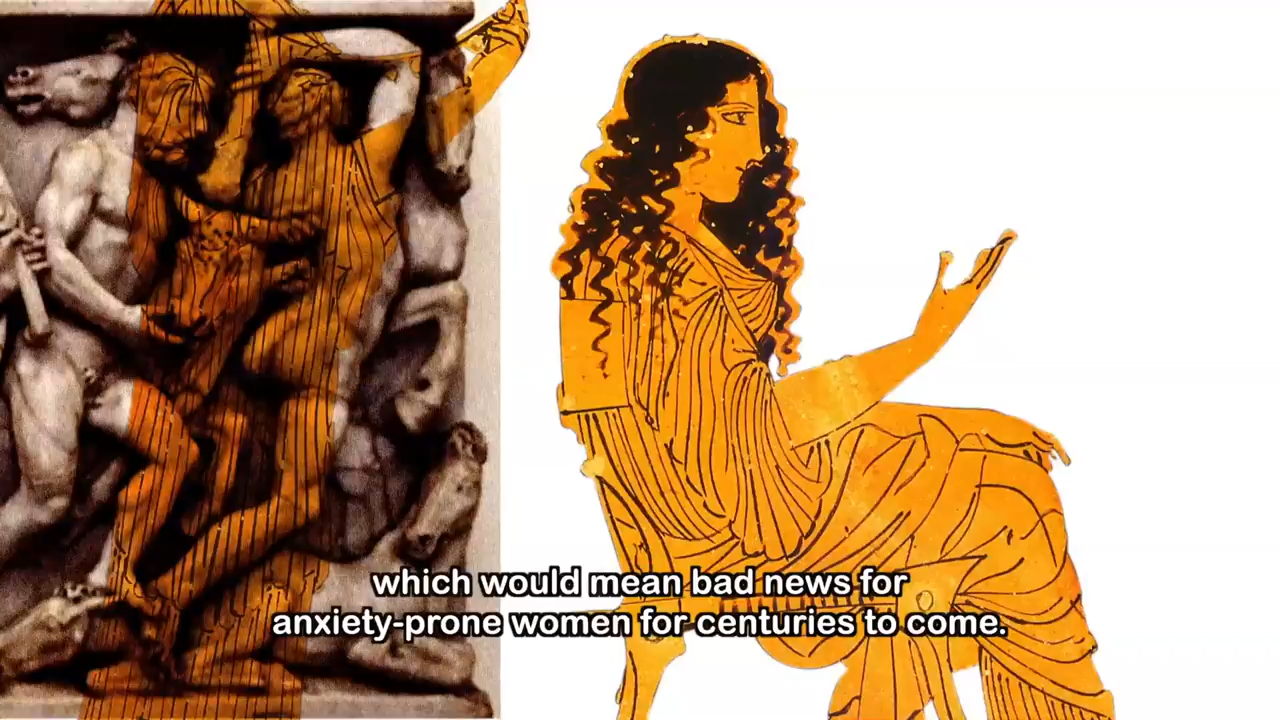 which would mean bad news for
anxiety-prone women for centuries to come.